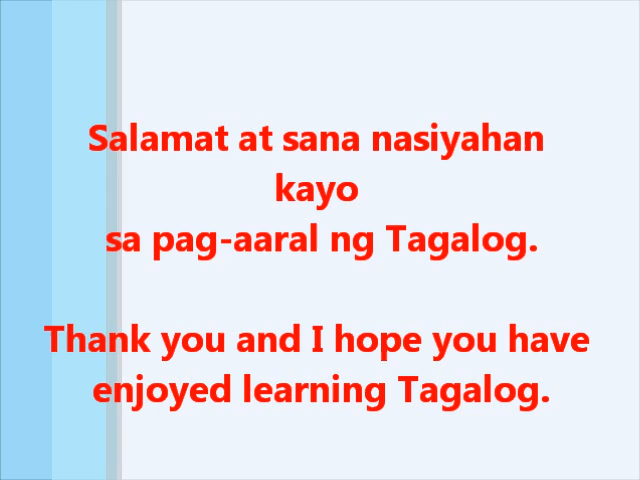 Salamat at sana nasiyahan
kayo
sa pag-aaral ng Tagalog.
Thank you and I hope you have
enjoyed learning Tagalog.